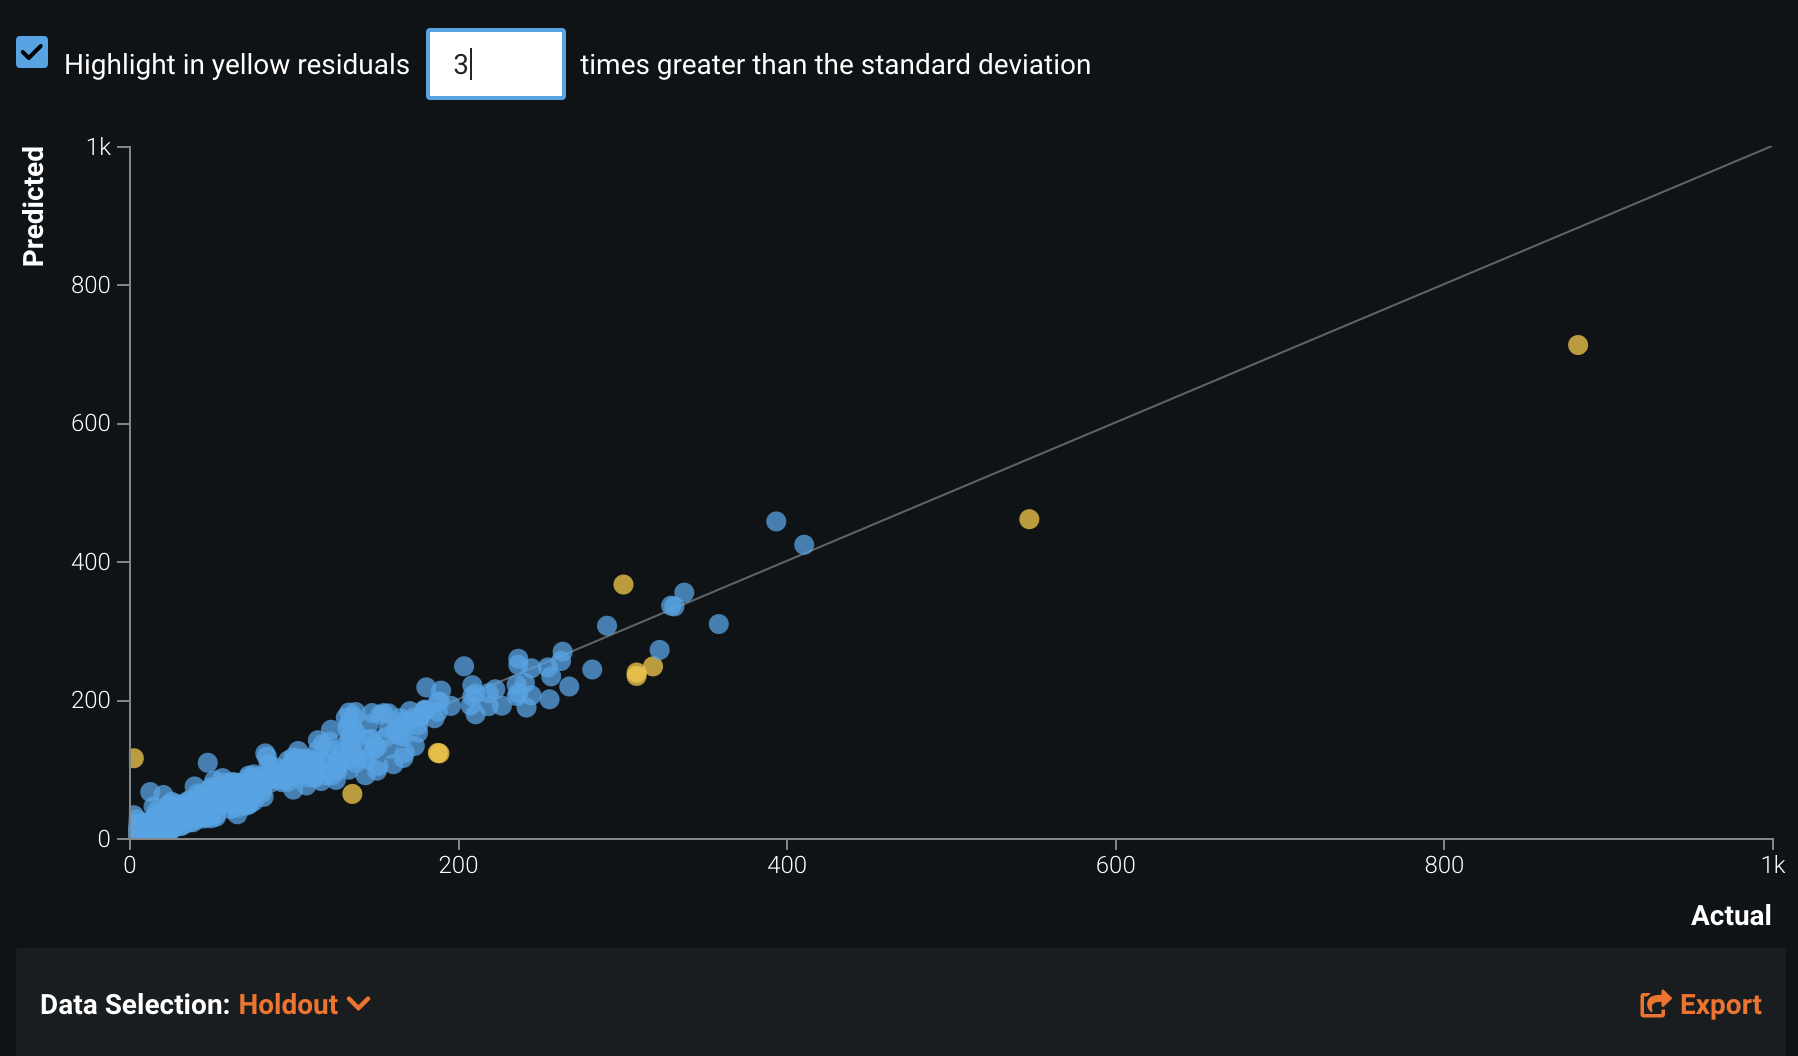 Highlight in yellow residuals 3 times greater than the standard deviation
Predicted
1k
800
600
400
200
0
0 200 400 600 800 1k
Actual
Data Selection: Holdout
Export